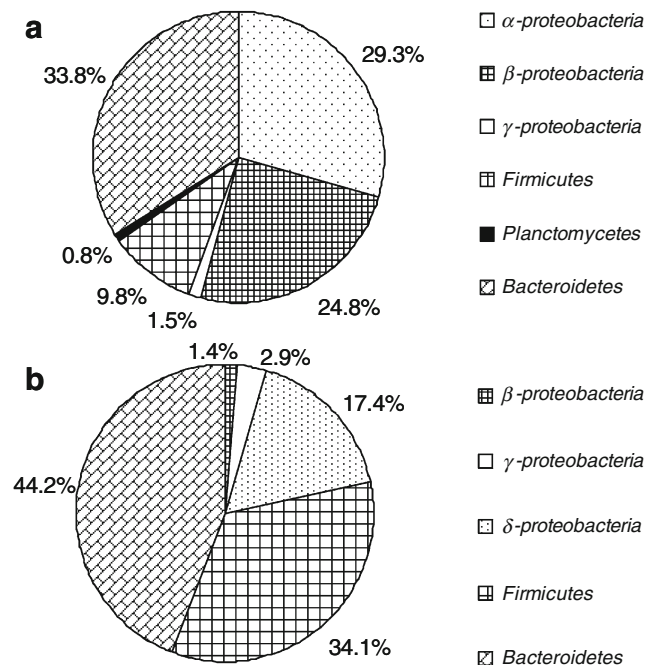 a
29.3%
33.8%
0.8%
9.8%
1.5%
24.8%
α-proteobacteria
β-proteobacteria
γ-proteobacteria
Firmicutes
Planctomycetes
Bacteroidetes
b
1.4%
2.9%
17.4%
44.2%
34.1%
β-proteobacteria
γ-proteobacteria
δ-proteobacteria
Firmicutes
Bacteroidetes